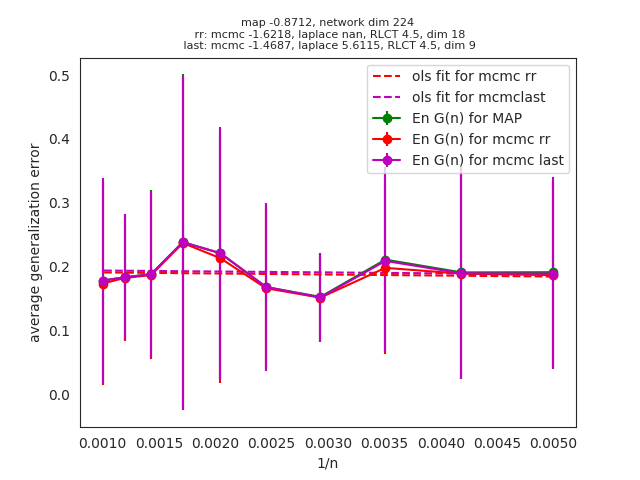 map -0.8712, network dim 224
rr: mcmc -1.6218, laplace nan, RLCT 4.5, dim 18
last: mcmc -1.4687, laplace 5.6115, RLCT 4.5, dim 9
ols fit for mcmc rr
ols fit for mcmclast
En G(n) for MAP
En G(n) for mcmc rr
En G(n) for mcmc last
average generalization error
0.5
0.4
0.3
0.2
0.1
0.0
0.0010 0.0015 0.0020 0.0025 0.0030 0.0035 0.0040 0.0045 0.0050
1/n